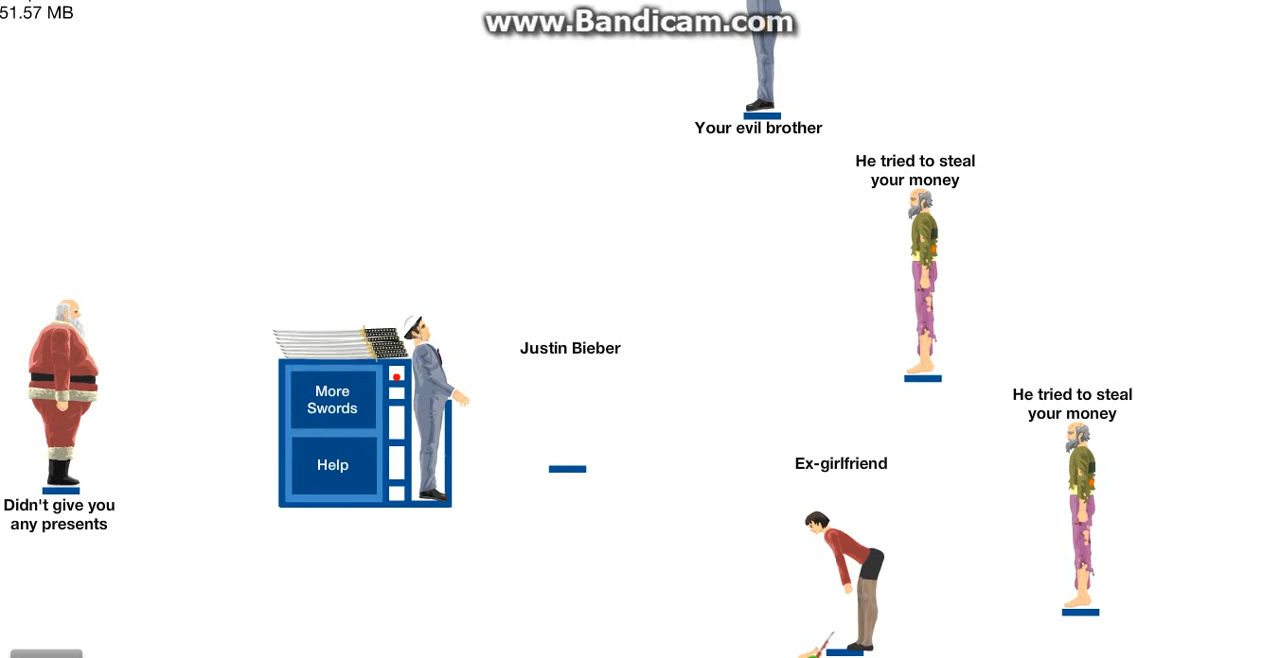 51.57 MB
www.Bandicam.com
Your evil brother
He tried to steal
your money
Justin Bieber
More
Swords
Help
He tried to steal
your money
Ex-girlfriend
Didn't give you
any presents